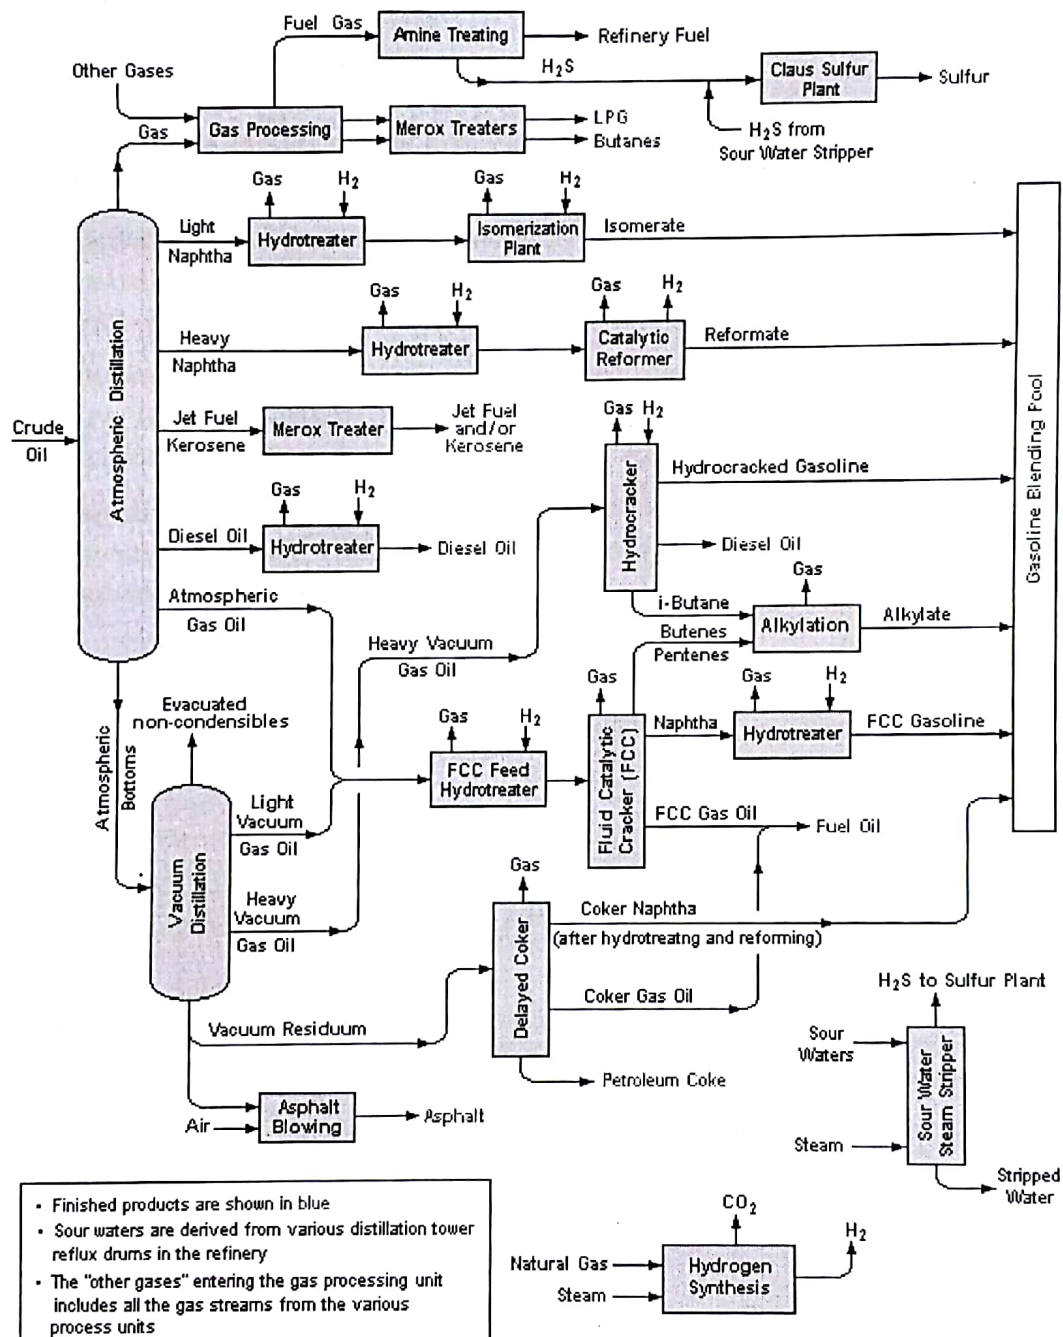 Fuel Gas
Amine Treating
Refinery Fuel
Other Gases
H2S
Claus Sulfur
Plant
Sulfur
Gas
Gas Processing
Merox Treaters
LPG
Butanes
H2S from
Sour Water Stripper
Gas
H2
Gas
H2
Light
Naphtha
Hydrotreater
Isomerization
Plant
Isomerate
Gas
H2
Gas
H2
Heavy
Naphtha
Hydrotreater
Catalytic
Reformer
Reformate
Crude
Oil
Atmospheric Distillation
Jet Fuel
Kerosene
Merox Treater
Jet Fuel
and/or
Kerosene
Gas
H2
Hydrocracker
Hydrocracked Gasoline
Gasoline Blending Pool
Gas
H2
Diesel Oil
Hydrotreater
Diesel Oil
Diesel Oil
Atmospheric
Gas Oil
i-Butane
Gas
Alkylation
Alkylate
Butenes
Pentenes
Heavy Vacuum
Gas Oil
Evacuated
non-condensibles
Atmospheric
Bottoms
Gas
H2
FCC Feed
Hydrotreater
Gas
Fluid Catalytic
Cracker (FCC)
Naphtha
Gas
H2
Hydrotreater
FCC Gasoline
Light
Vacuum
Gas Oil
FCC Gas Oil
Fuel Oil
Vacuum
Distillation
Heavy
Vacuum
Gas Oil
Gas
Delayed Coker
Coker Naphtha
(after hydrotreatng and reforming)
Coker Gas Oil
Vacuum Residuum
Petroleum Coke
Air
Asphalt
Blowing
Asphalt
H2S to Sulfur Plant
Sour
Waters
Sour Water
Steam Stripper
Steam
Stripped
Water
• Finished products are shown in blue
• Sour waters are derived from various distillation tower
reflux drums in the refinery
• The "other gases" entering the gas processing unit
includes all the gas streams from the various
process units
CO2
H2
Natural Gas
Steam
Hydrogen
Synthesis